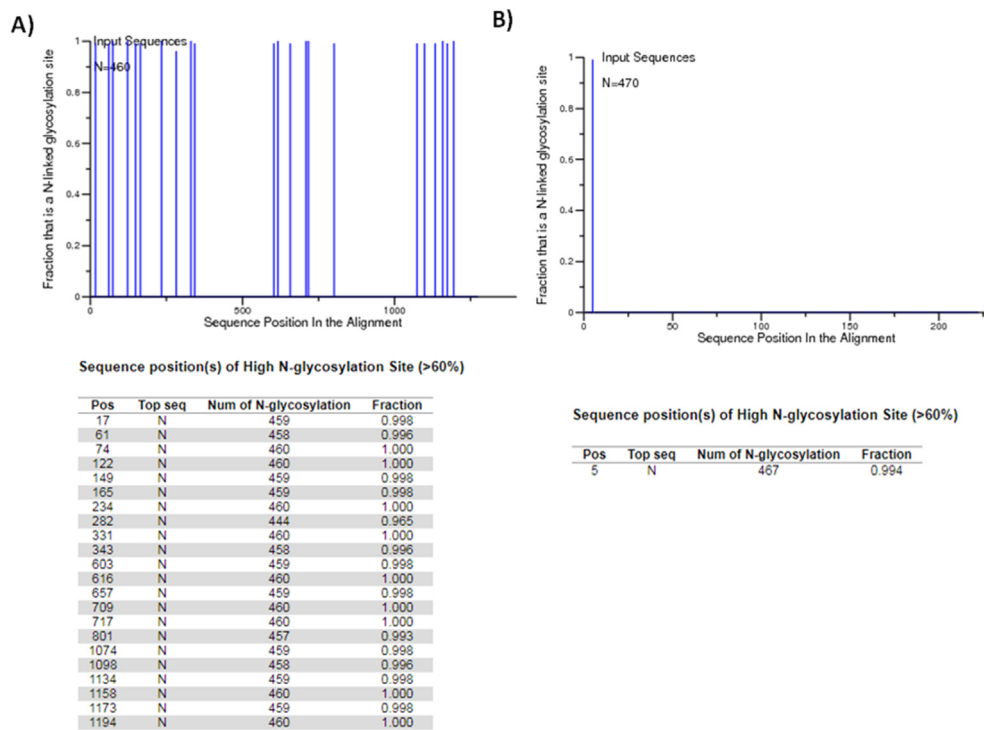 A)
Input Sequences
N=460
Fraction that is a N-linked glycosylation site
1
0.8
0.6
0.4
0.2
0
0 500 1000
Sequence Position In the Alignment
Sequence position(s) of High N-glycosylation Site (>60%)
Pos Top seq Num of N-glycosylation Fraction
17 N 459 0.998
61 N 458 0.996
74 N 460 1.000
122 N 460 1.000
149 N 459 0.998
165 N 459 0.998
234 N 460 1.000
282 N 444 0.965
331 N 460 1.000
343 N 458 0.996
603 N 459 0.998
616 N 460 1.000
657 N 459 0.998
709 N 460 1.000
717 N 460 1.000
801 N 457 0.993
1074 N 459 0.998
1098 N 458 0.996
1134 N 459 0.998
1158 N 460 1.000
1173 N 459 0.998
1194 N 460 1.000
B)
Input Sequences
N=470
Fraction that is a N-linked glycosylation site
1
0.8
0.6
0.4
0.2
0
0 50 100 150 200
Sequence Position In the Alignment
Sequence position(s) of High N-glycosylation Site (>60%)
Pos Top seq Num of N-glycosylation Fraction
5 N 467 0.994